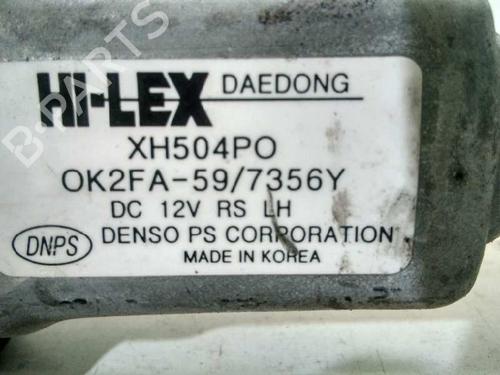 B-PARTS
HI-LEX DAEDONG
XH504PO
OK2FA-59/7356Y
DC 12V RS LH
DNPS DENSO PS CORPORATION
MADE IN KOREA